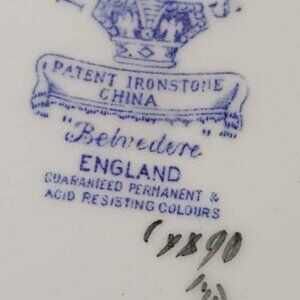 PATENT IRONSTONE
CHINA
"Belvedere"
ENGLAND
GUARANTEED PERMANENT &
ACID RESISTING COLOURS